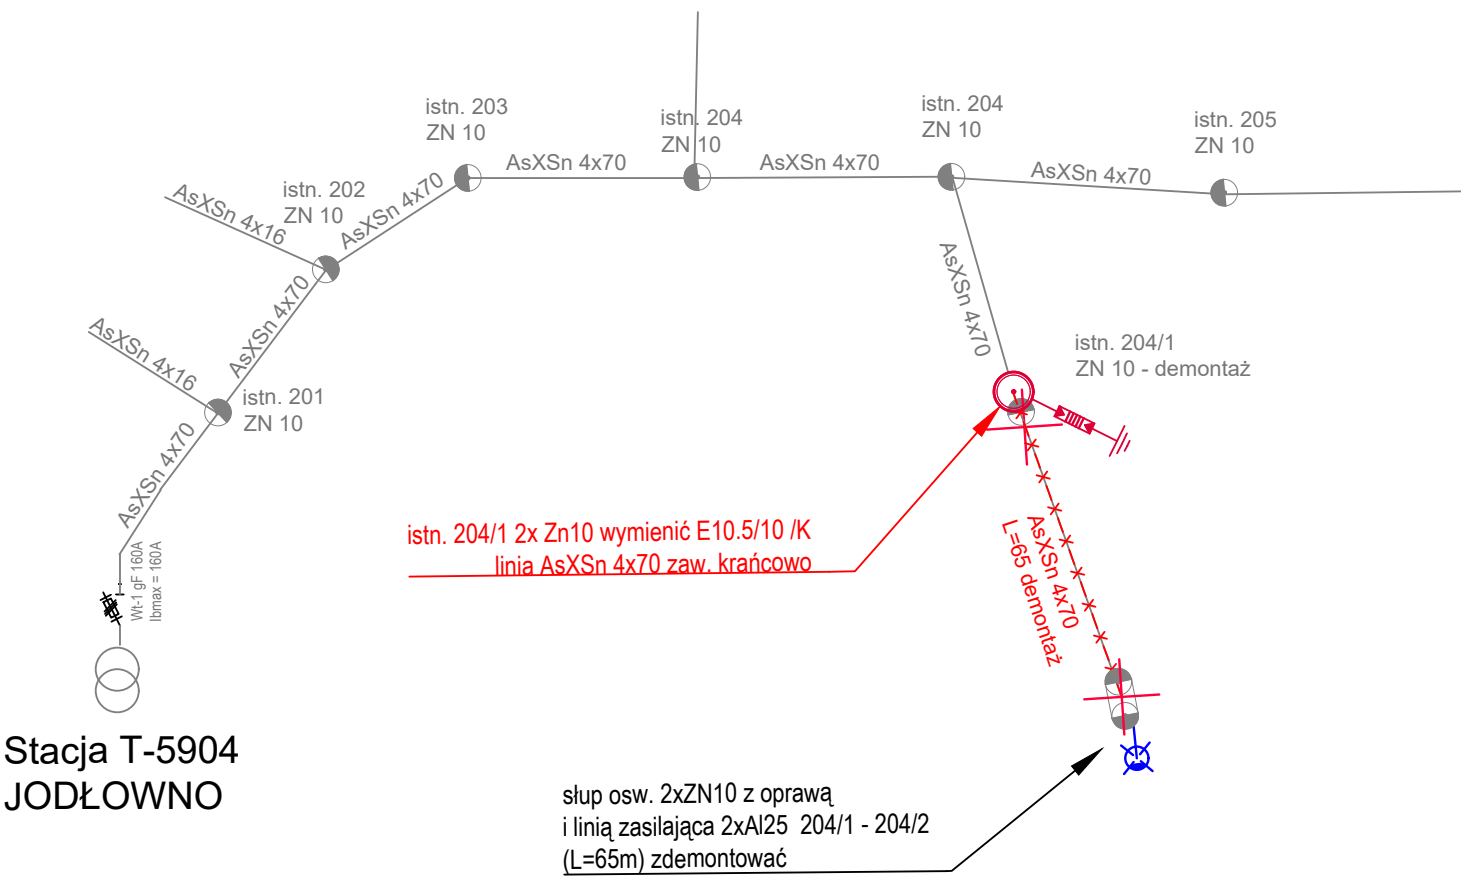 istn. 203
ZN 10
istn. 204
ZN 10
istn. 204
ZN 10
istn. 205
ZN 10
AsXSn 4x70
AsXSn 4x70
AsXSn 4x70
istn. 202
ZN 10
AsXSn 4x16
AsXSn 4x70
AsXSn 4x70
AsXSn 4x70
AsXSn 4x16
istn. 201
ZN 10
istn. 204/1
ZN 10 - demontaż
AsXSn 4x70
Wt-1 gF 160A
Ibmax = 160A
istn. 204/1 2x Zn10 wymienić E10.5/10 /K
linia AsXSn 4x70 zaw. krańcowo
AsXSn 4x70
L=65 demontaż
Stacja T-5904
JODŁOWNO
słup osw. 2xZN10 z oprawą
i linią zasilająca 2xAl25 204/1 - 204/2
(L=65m) zdemontować